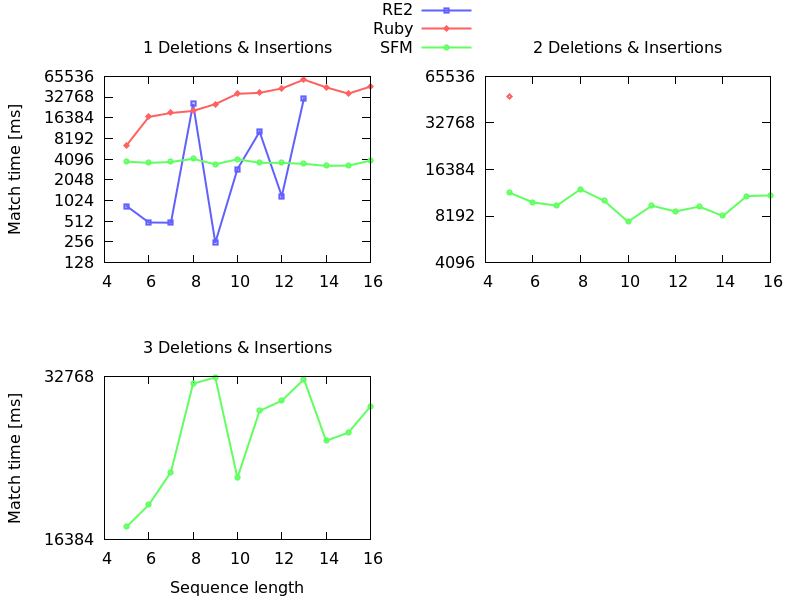 RE2
Ruby
SFM
1 Deletions & Insertions
65536
32768
16384
8192
4096
2048
1024
512
256
128
Match time [ms]
4 6 8 10 12 14 16
2 Deletions & Insertions
65536
32768
16384
8192
4096
4 6 8 10 12 14 16
3 Deletions & Insertions
32768
16384
Match time [ms]
4 6 8 10 12 14 16
Sequence length